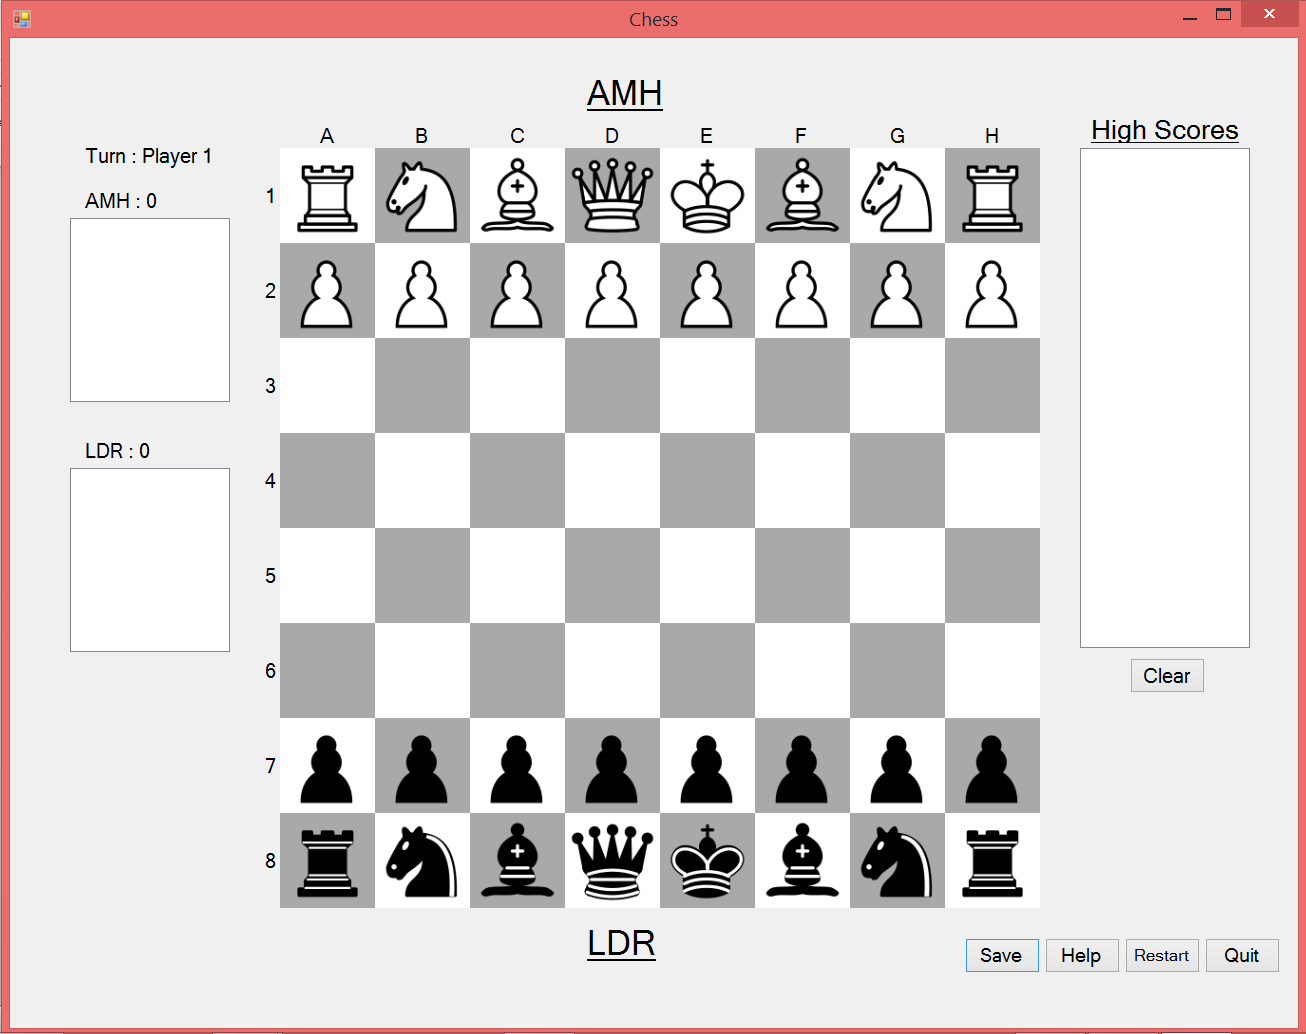 Chess
AMH
A B C D E F G H
High Scores
Turn : Player 1
AMH : 0
1
2
3
4
LDR : 0
5
6
Clear
7
8
LDR
Save Help Restart Quit